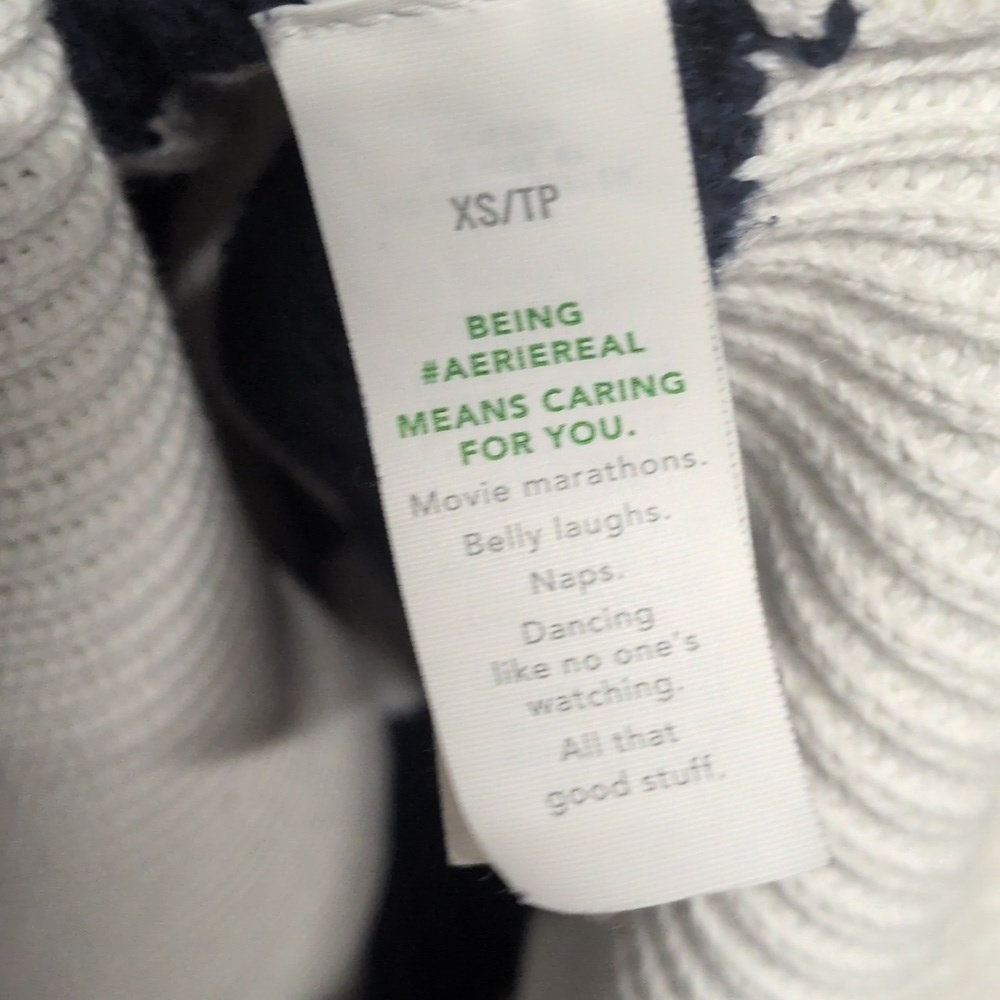 XS/TP
BEING
#AERIEREAL
MEANS CARING
FOR YOU.
Movie marathons.
Belly laughs.
Naps.
Dancing
like no one's
watching.
All that
good stuff.